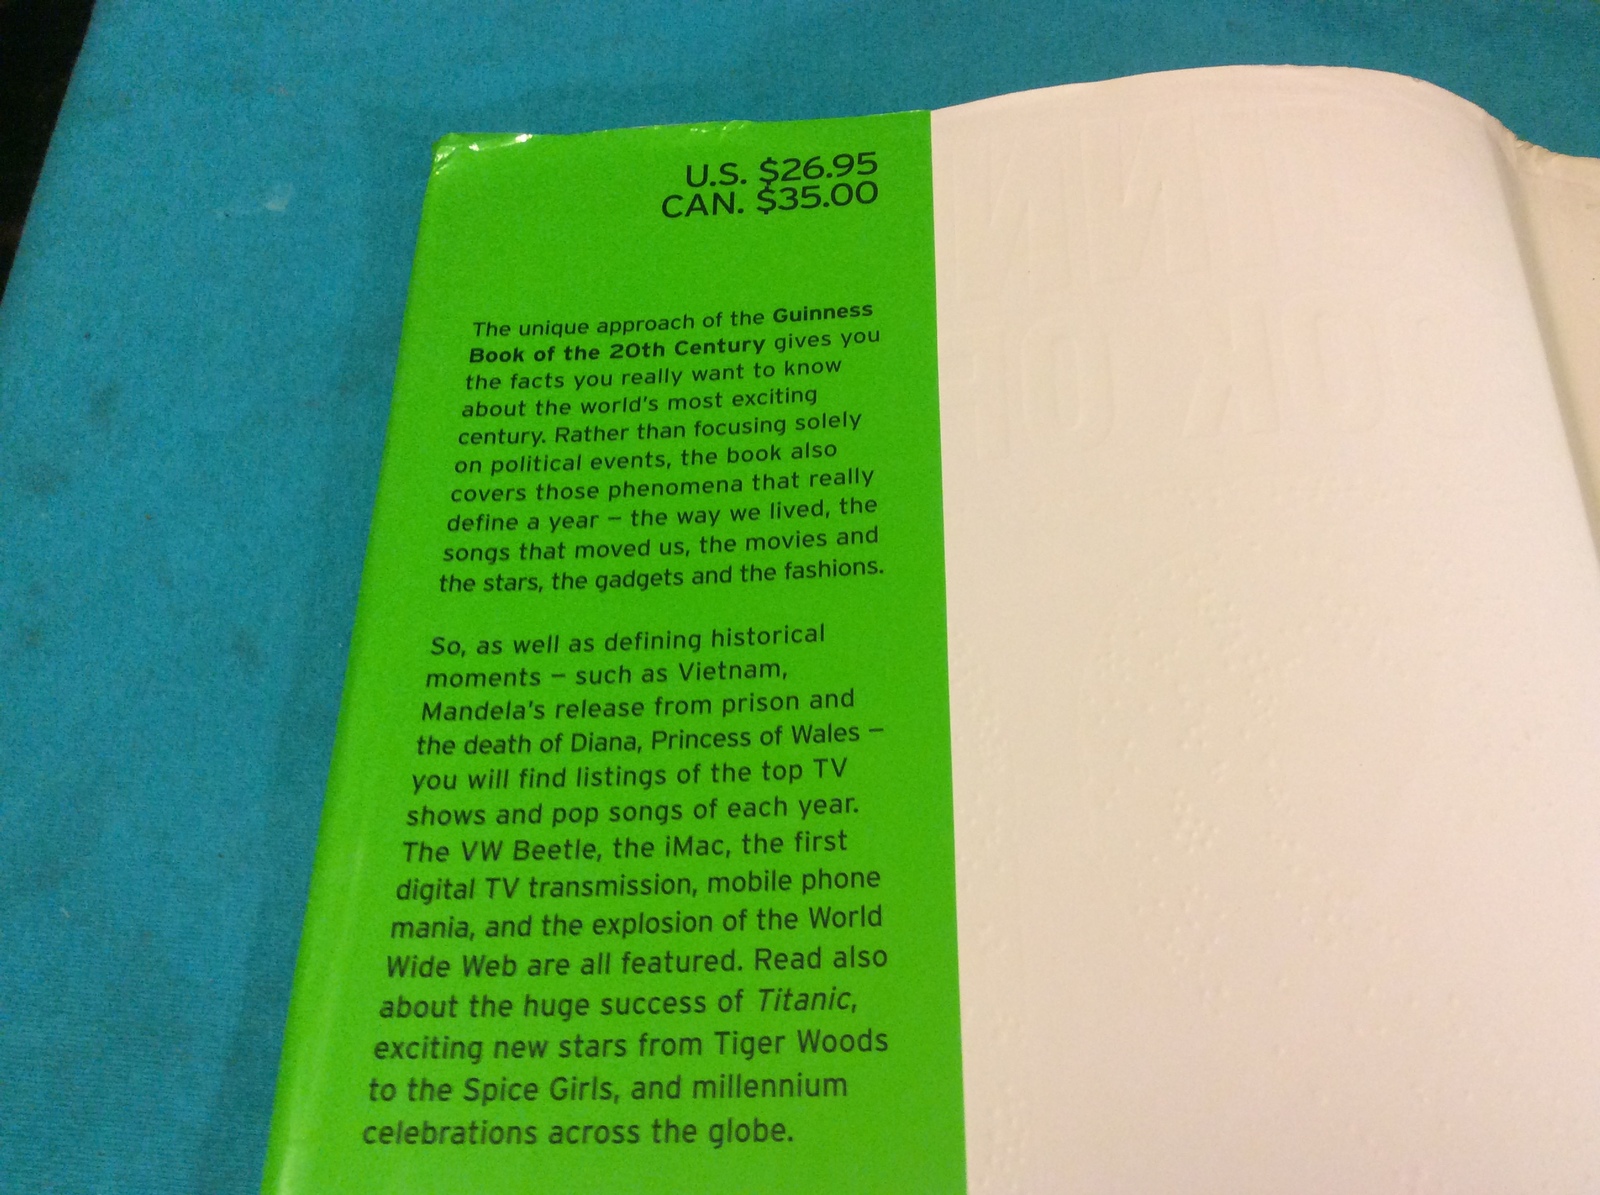 U.S. $26.95
CAN. $35.00
The unique approach of the Guinness
Book of the 20th Century gives you
the facts you really want to know
about the world's most exciting
century. Rather than focusing solely
on political events, the book also
covers those phenomena that really
define a year – the way we lived, the
songs that moved us, the movies and
the stars, the gadgets and the fashions.
So, as well as defining historical
moments – such as Vietnam,
Mandela's release from prison and
the death of Diana, Princess of Wales –
you will find listings of the top TV
shows and pop songs of each year.
The VW Beetle, the iMac, the first
digital TV transmission, mobile phone
mania, and the explosion of the World
Wide Web are all featured. Read also
about the huge success of Titanic,
exciting new stars from Tiger Woods
to the Spice Girls, and millennium
celebrations across the globe.